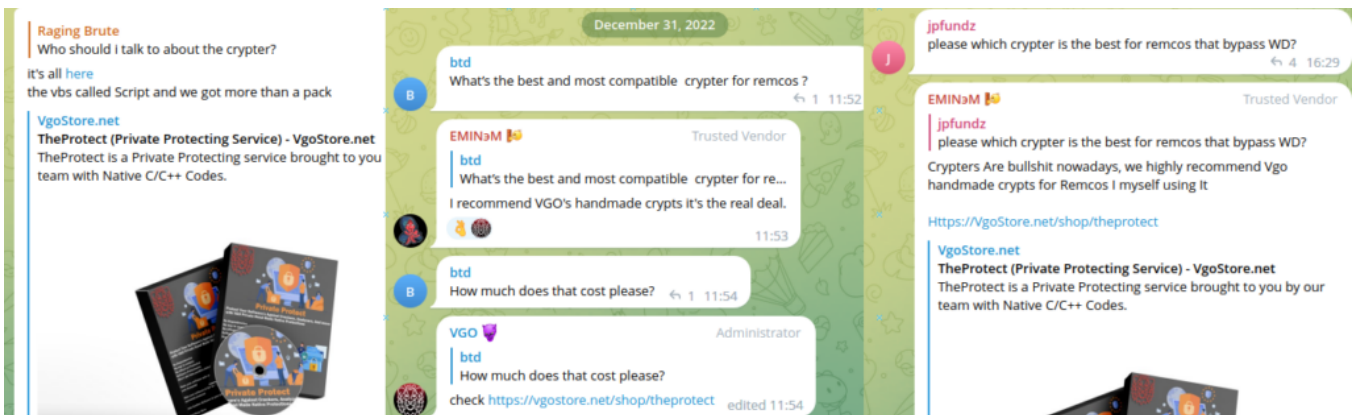 Raging Brute
Who should i talk to about the crypter?
it's all here
the vbs called Script and we got more than a pack
VgoStore.net
TheProtect (Private Protecting Service) - VgoStore.net
TheProtect is a Private Protecting service brought to you
team with Native C/C++ Codes.
Private Protect
Private Protect
December 31, 2022
btd
What's the best and most compatible crypter for remcos ?
B
1 11:52
EMINэM
Trusted Vendor
btd
What's the best and most compatible crypter for re...
I recommend VGO's handmade crypts it's the real deal.
11:53
btd
B
How much does that cost please?
1 11:54
VGO
Administrator
btd
How much does that cost please?
check https://vgostore.net/shop/theprotect
edited 11:54
jpfundz
please which crypter is the best for remcos that bypass WD?
J
4 16:29
EMINэM
Trusted Vendor
jpfundz
please which crypter is the best for remcos that bypass WD?
Crypters Are bullshit nowadays, we highly recommend Vgo
handmade crypts for Remcos I myself using It
Https://VgoStore.net/shop/theprotect
VgoStore.net
TheProtect (Private Protecting Service) - VgoStore.net
TheProtect is a Private Protecting service brought to you by our
team with Native C/C++ Codes.